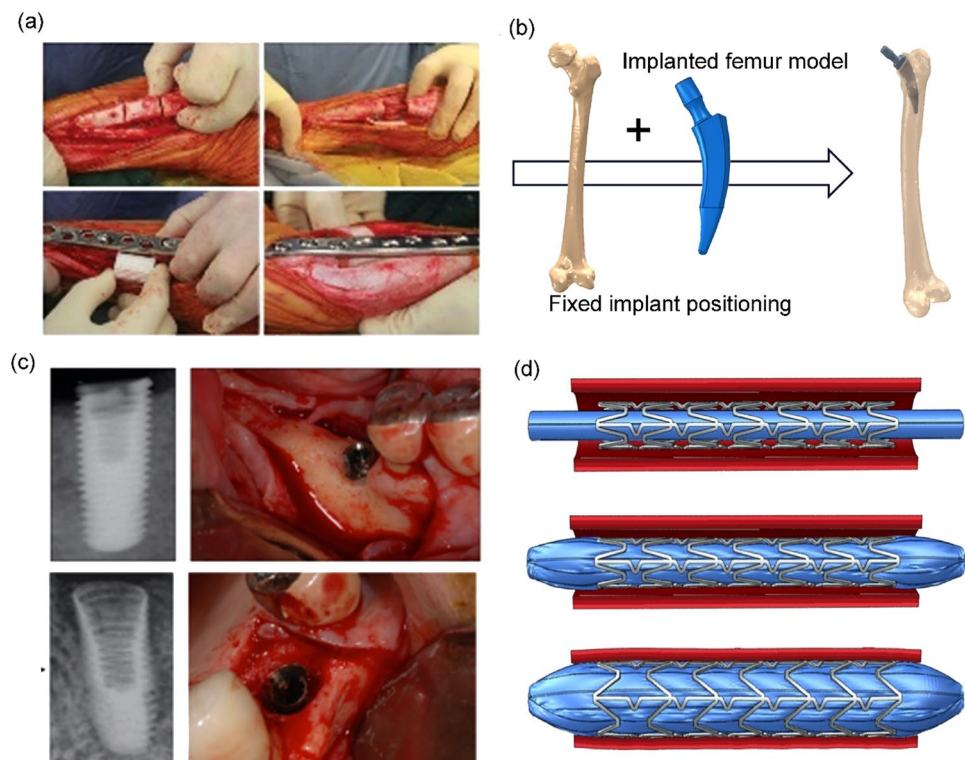 (a)
(b)
Implanted femur model
+
Fixed implant positioning
(c)
(d)